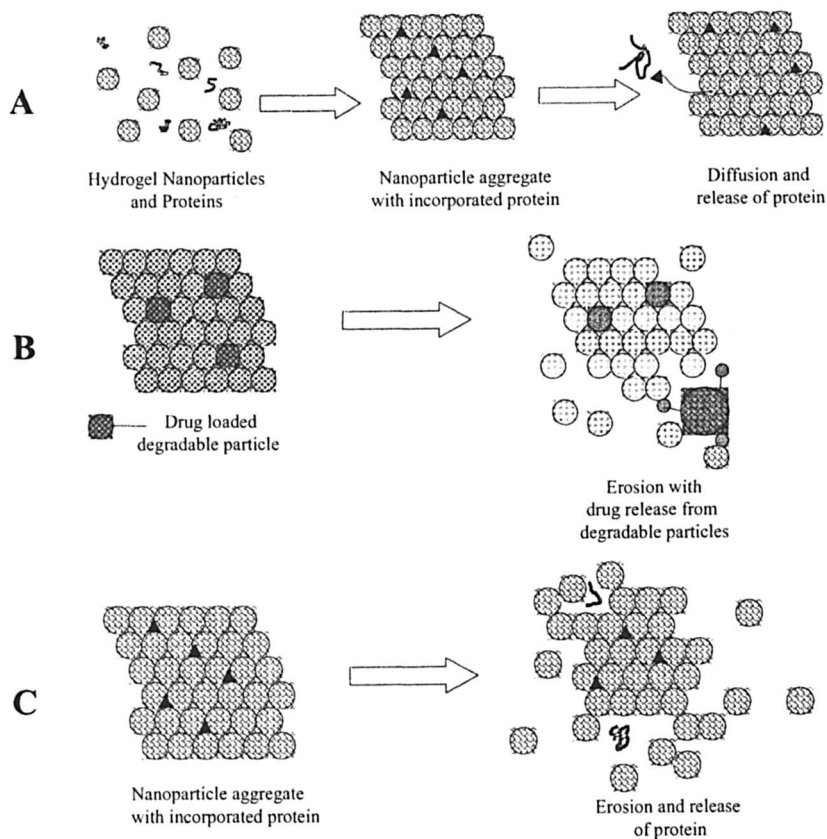 A
Hydrogel Nanoparticles
and Proteins
Nanoparticle aggregate
with incorporated protein
Diffusion and
release of protein
B
Drug loaded
degradable particle
Erosion with
drug release from
degradable particles
C
Nanoparticle aggregate
with incorporated protein
Erosion and release
of protein